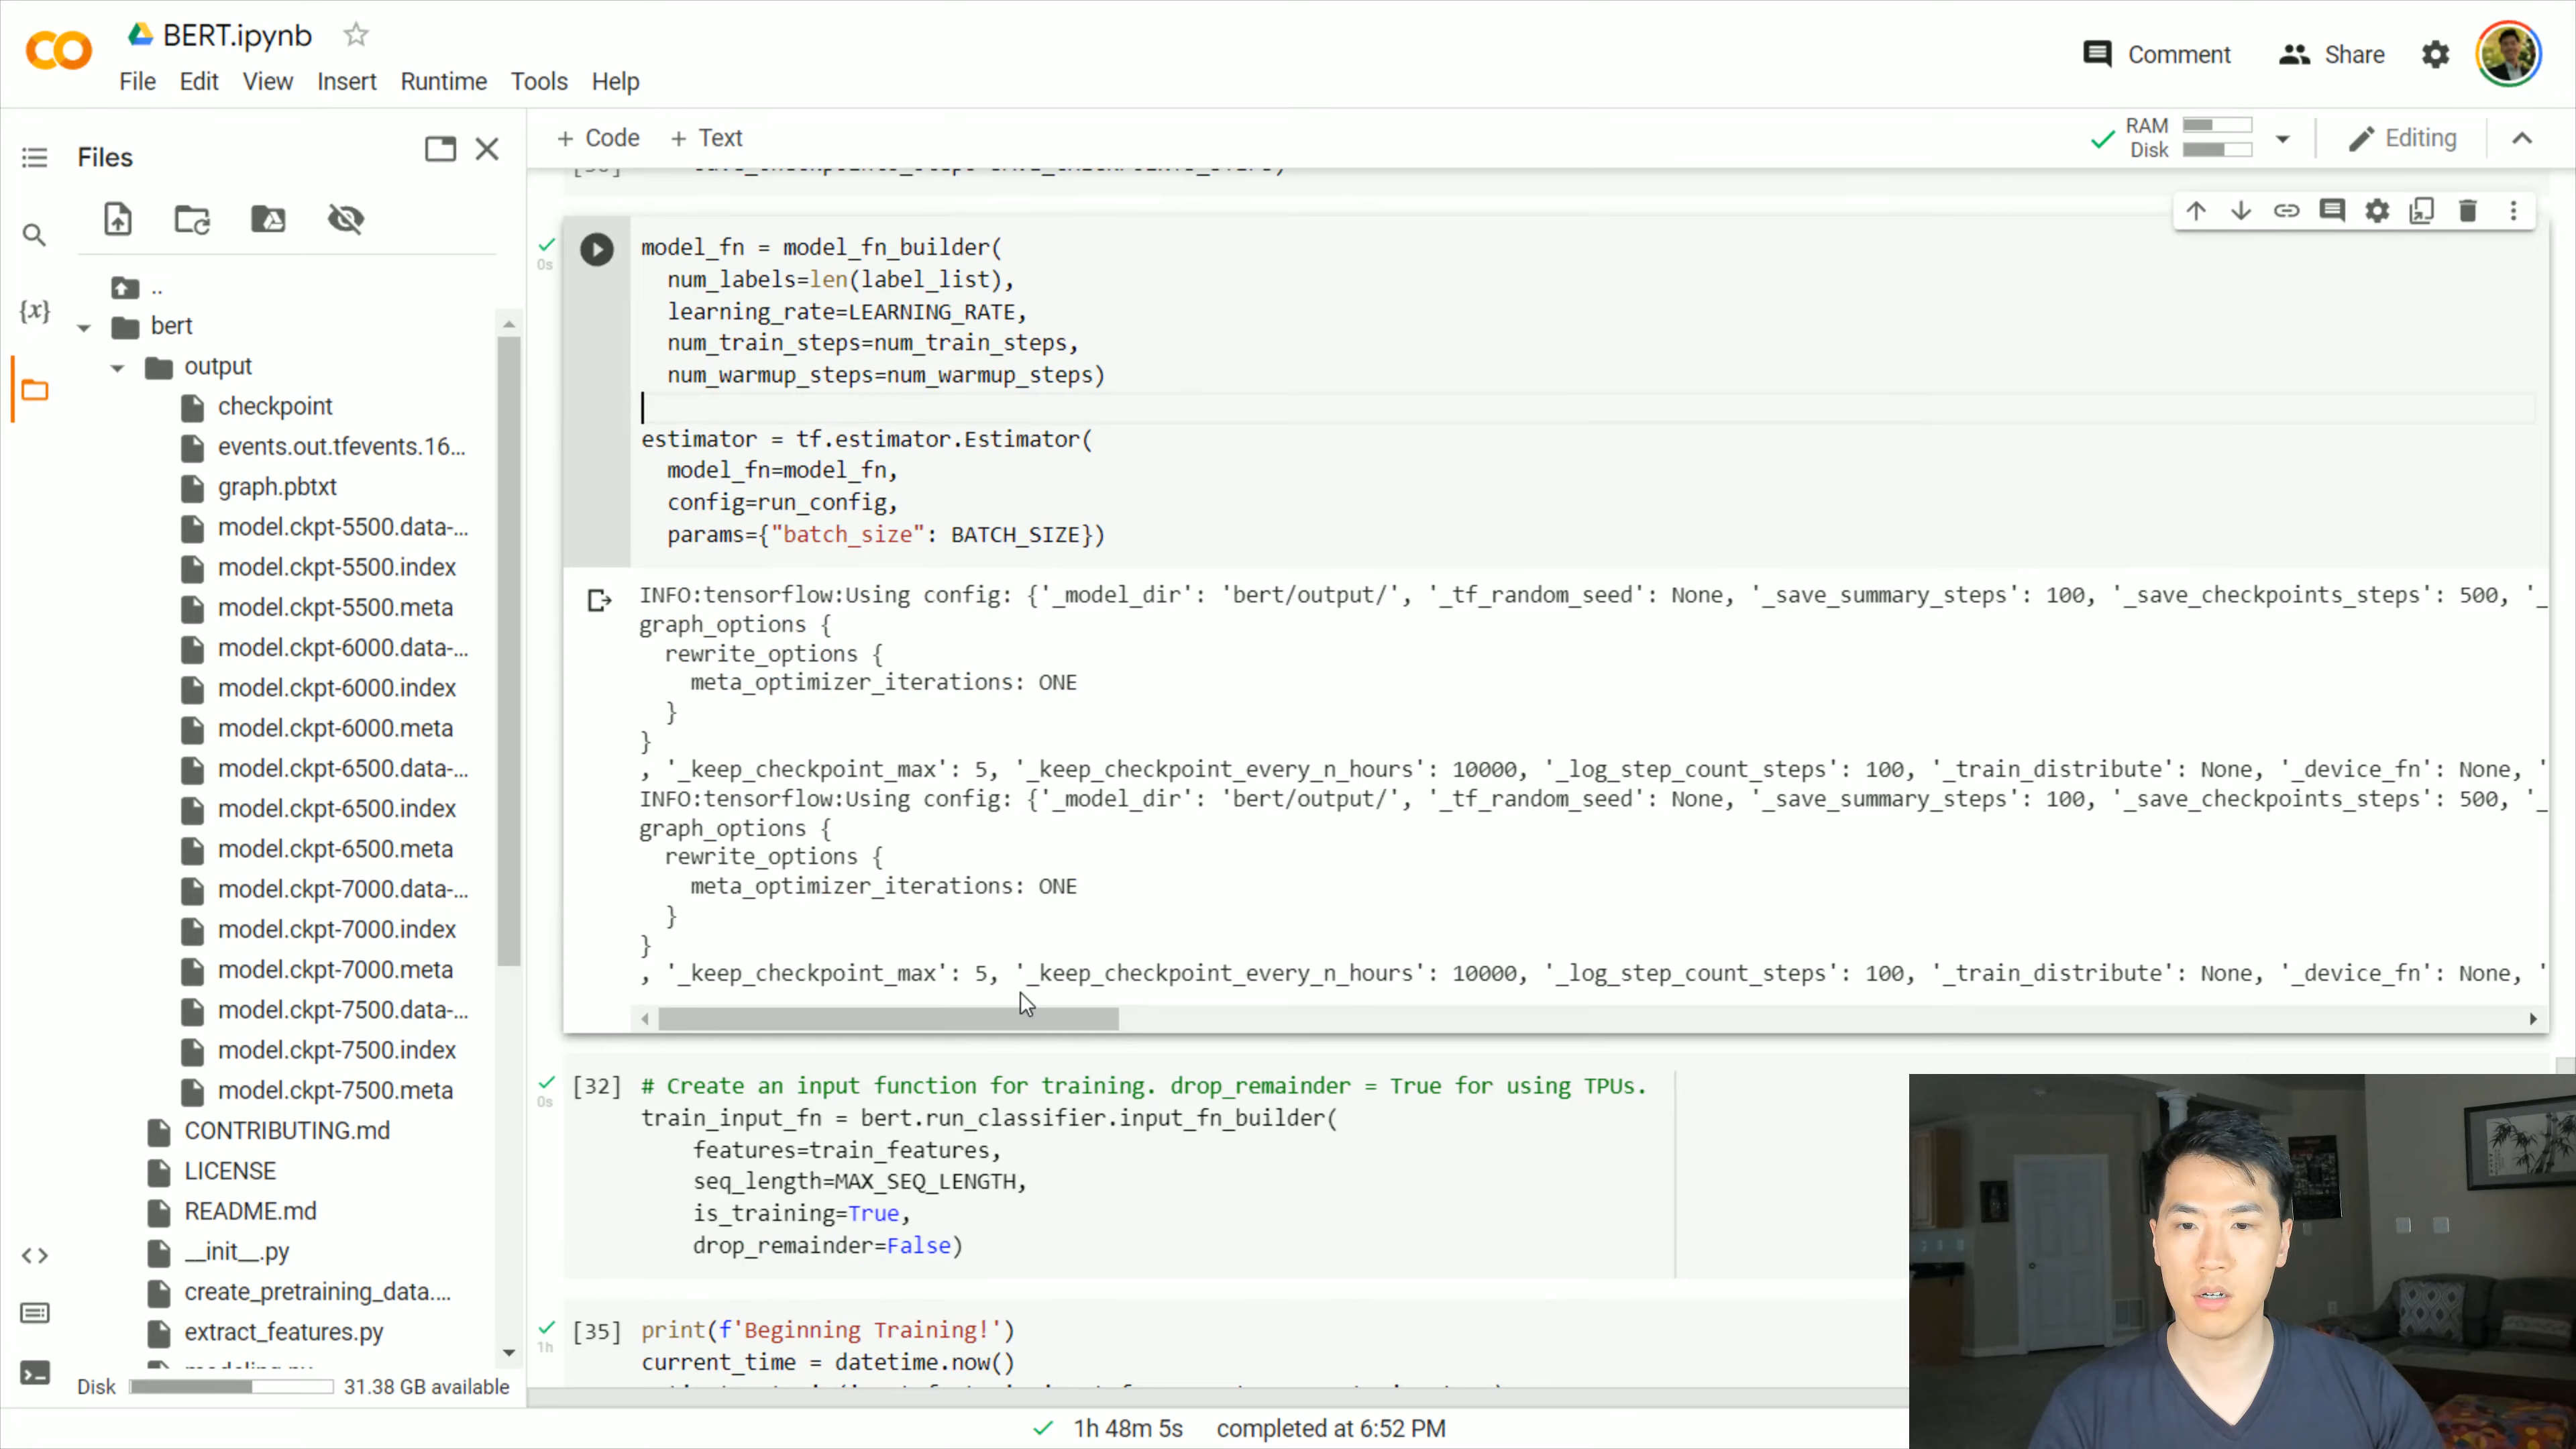 BERT.ipynb
File Edit View Insert Runtime Tools Help
Comment
Share
Files
+ Code + Text
RAM
Disk
Editing
..
bert
output
checkpoint
events.out.tfevents.16...
graph.pbtxt
model.ckpt-5500.data-...
model.ckpt-5500.index
model.ckpt-5500.meta
model.ckpt-6000.data-...
model.ckpt-6000.index
model.ckpt-6000.meta
model.ckpt-6500.data-...
model.ckpt-6500.index
model.ckpt-6500.meta
model.ckpt-7000.data-...
model.ckpt-7000.index
model.ckpt-7000.meta
model.ckpt-7500.data-...
model.ckpt-7500.index
model.ckpt-7500.meta
CONTRIBUTING.md
LICENSE
README.md
__init__.py
create_pretraining_data....
extract_features.py
Disk 31.38 GB available
0s
model_fn = model_fn_builder(
num_labels=len(label_list),
learning_rate=LEARNING_RATE,
num_train_steps=num_train_steps,
num_warmup_steps=num_warmup_steps)
estimator = tf.estimator.Estimator(
model_fn=model_fn,
config=run_config,
params={"batch_size": BATCH_SIZE})
INFO:tensorflow:Using config: {'_model_dir': 'bert/output/', '_tf_random_seed': None, '_save_summary_steps': 100, '_save_checkpoints_steps': 500, '_
graph_options {
rewrite_options {
meta_optimizer_iterations: ONE
}
}
, '_keep_checkpoint_max': 5, '_keep_checkpoint_every_n_hours': 10000, '_log_step_count_steps': 100, '_train_distribute': None, '_device_fn': None, '
INFO:tensorflow:Using config: {'_model_dir': 'bert/output/', '_tf_random_seed': None, '_save_summary_steps': 100, '_save_checkpoints_steps': 500, '_
graph_options {
rewrite_options {
meta_optimizer_iterations: ONE
}
}
, '_keep_checkpoint_max': 5, '_keep_checkpoint_every_n_hours': 10000, '_log_step_count_steps': 100, '_train_distribute': None, '_device_fn': None, '
0s
[32] # Create an input function for training. drop_remainder = True for using TPUs.
train_input_fn = bert.run_classifier.input_fn_builder(
features=train_features,
seq_length=MAX_SEQ_LENGTH,
is_training=True,
drop_remainder=False)
1h
[35] print(f'Beginning Training!')
current_time = datetime.now()
1h 48m 5s completed at 6:52 PM